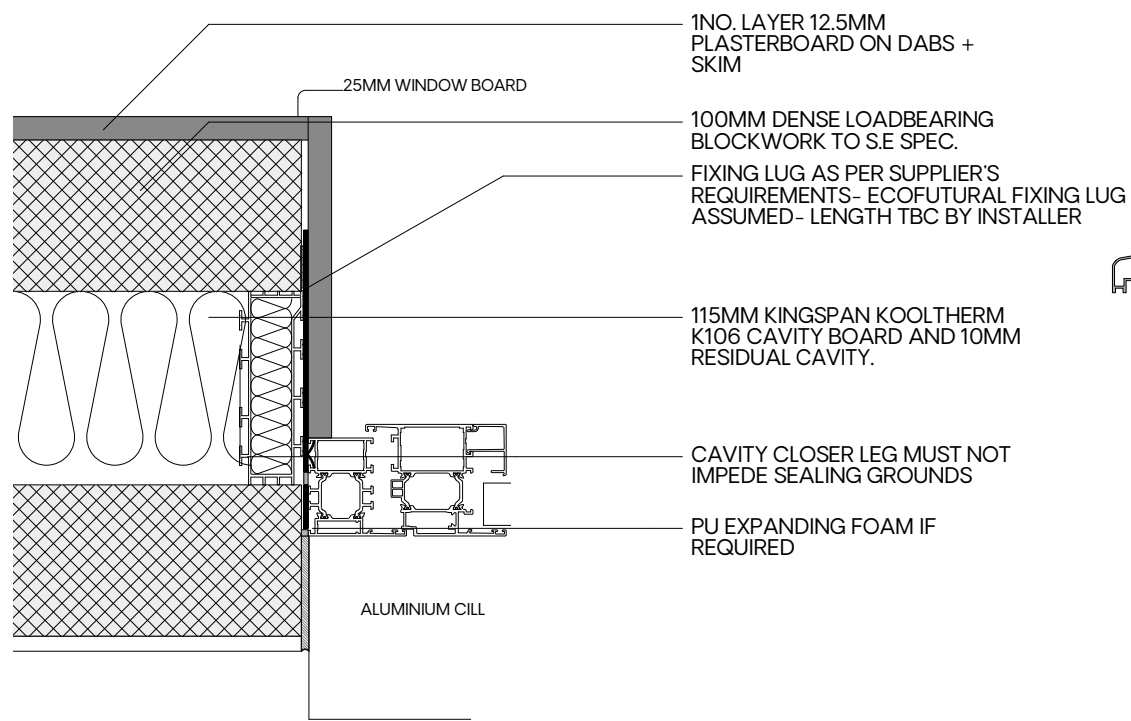 1NO. LAYER 12.5MM
PLASTERBOARD ON DABS +
SKIM
25MM WINDOW BOARD
100MM DENSE LOADBEARING
BLOCKWORK TO S.E SPEC.
FIXING LUG AS PER SUPPLIER'S
REQUIREMENTS- ECOFUTURAL FIXING LUG
ASSUMED- LENGTH TBC BY INSTALLER
115MM KINGSPAN KOOLTHERM
K106 CAVITY BOARD AND 10MM
RESIDUAL CAVITY.
CAVITY CLOSER LEG MUST NOT
IMPEDE SEALING GROUNDS
PU EXPANDING FOAM IF
REQUIRED
ALUMINIUM CILL